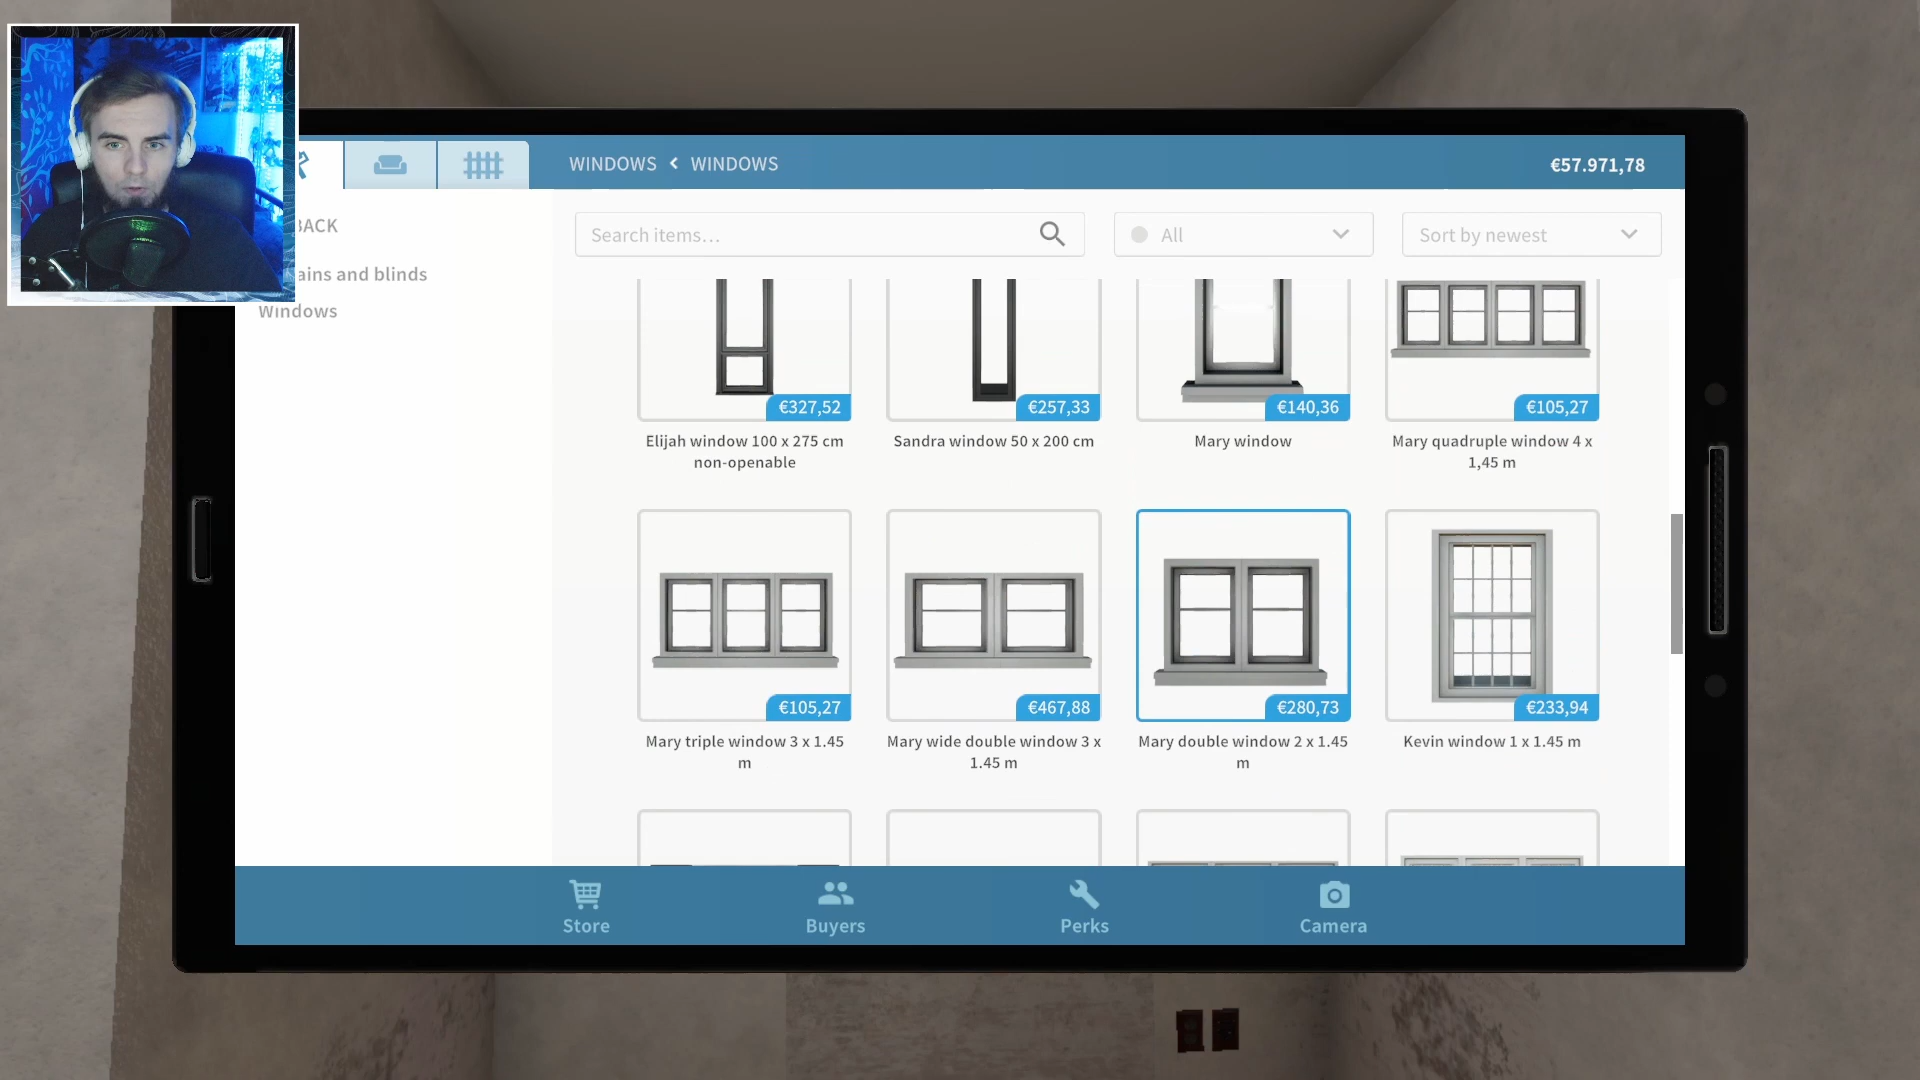 WINDOWS < WINDOWS
€57.971,78
BACK
Search items...
All
Sort by newest
ains and blinds
Windows
€327,52
€257,33
€140,36
€105,27
Elijah window 100 x 275 cm
non-openable
Sandra window 50 x 200 cm
Mary window
Mary quadruple window 4 x
1,45 m
€105,27
€467,88
€280,73
€233,94
Mary triple window 3 x 1.45
m
Mary wide double window 3 x
1.45 m
Mary double window 2 x 1.45
m
Kevin window 1 x 1.45 m
Store
Buyers
Perks
Camera